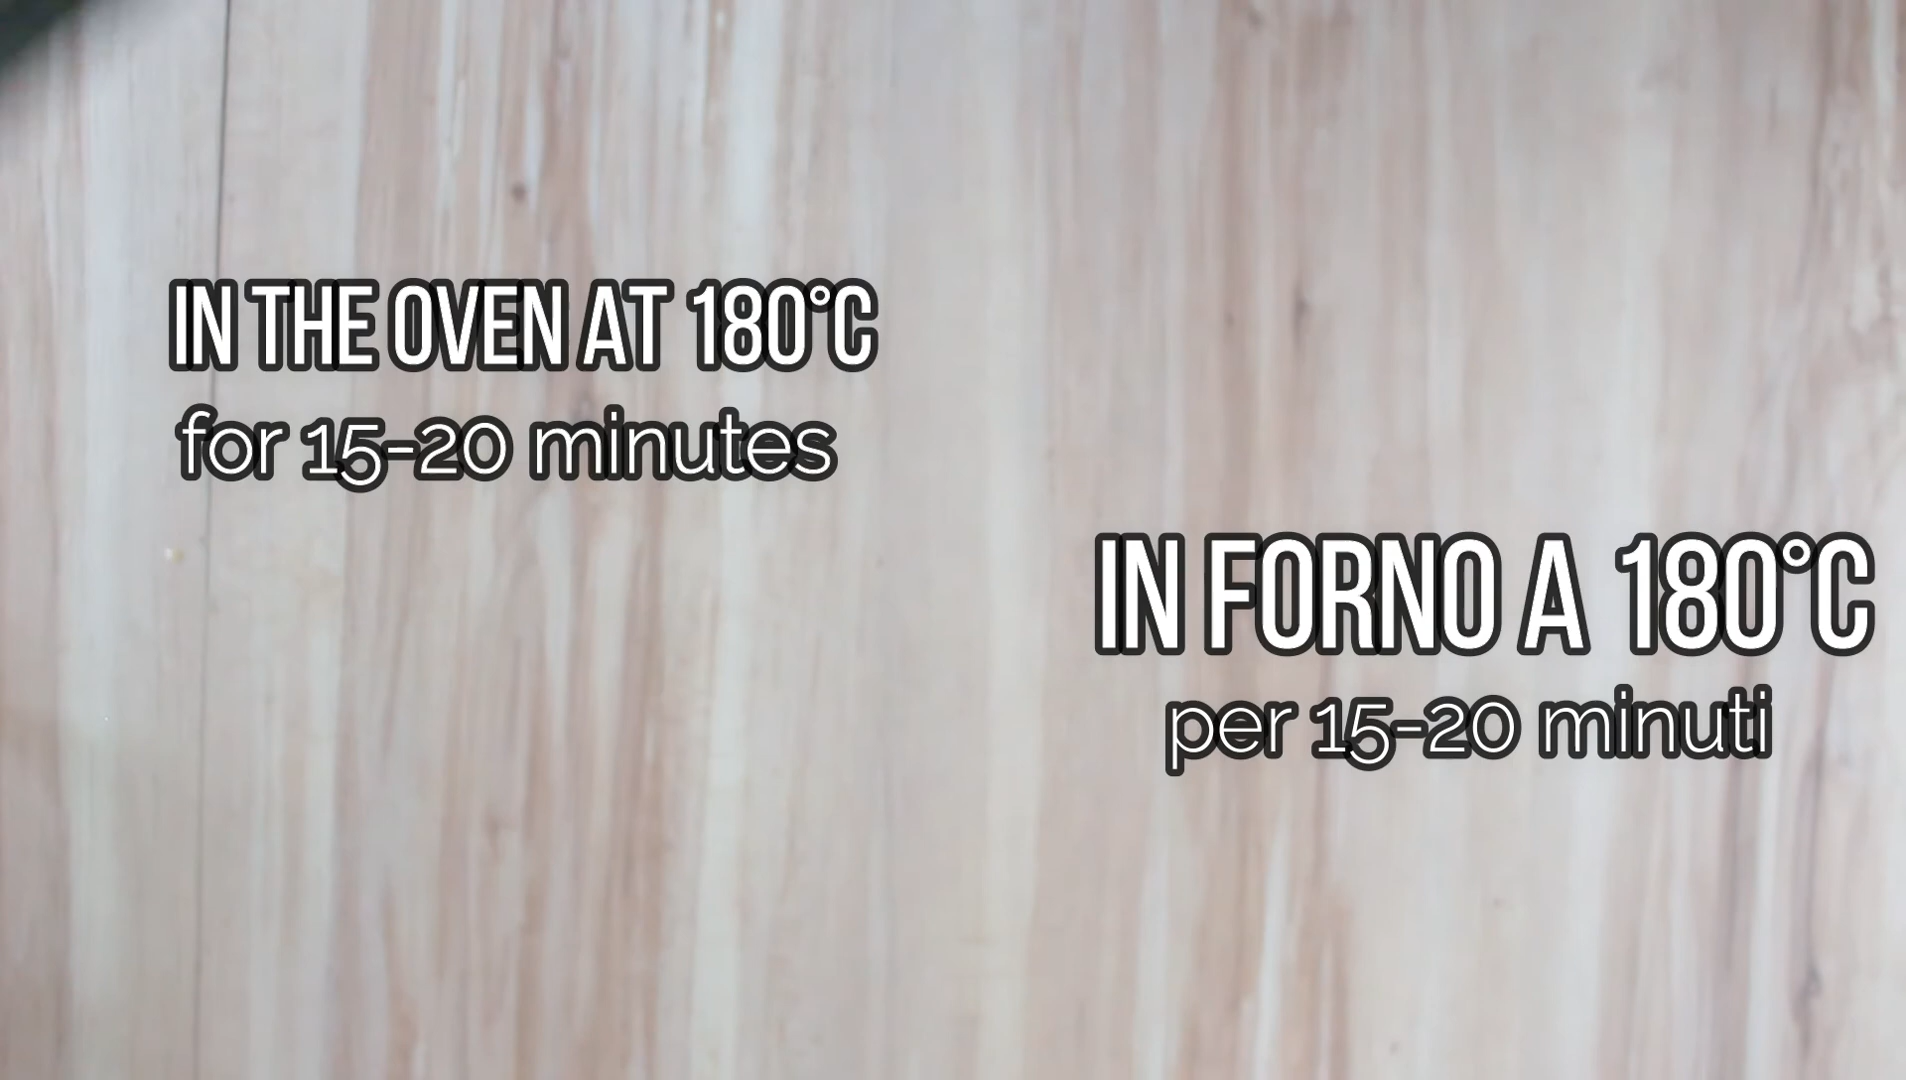 IN THE OVEN AT 180°C
for 15-20 minutes
IN FORNO A 180°C
per 15-20 minuti